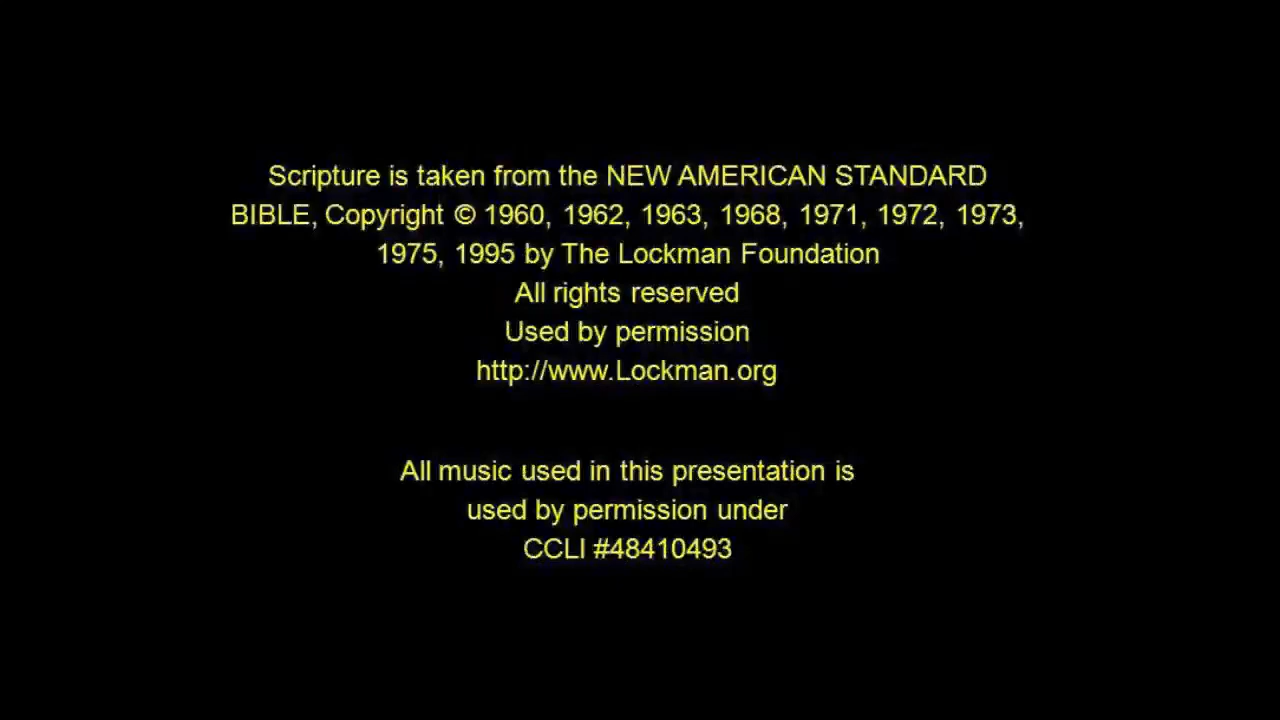 Scripture is taken from the NEW AMERICAN STANDARD
BIBLE, Copyright © 1960, 1962, 1963, 1968, 1971, 1972, 1973,
1975, 1995 by The Lockman Foundation
All rights reserved
Used by permission
http://www.Lockman.org
All music used in this presentation is
used by permission under
CCLI #48410493